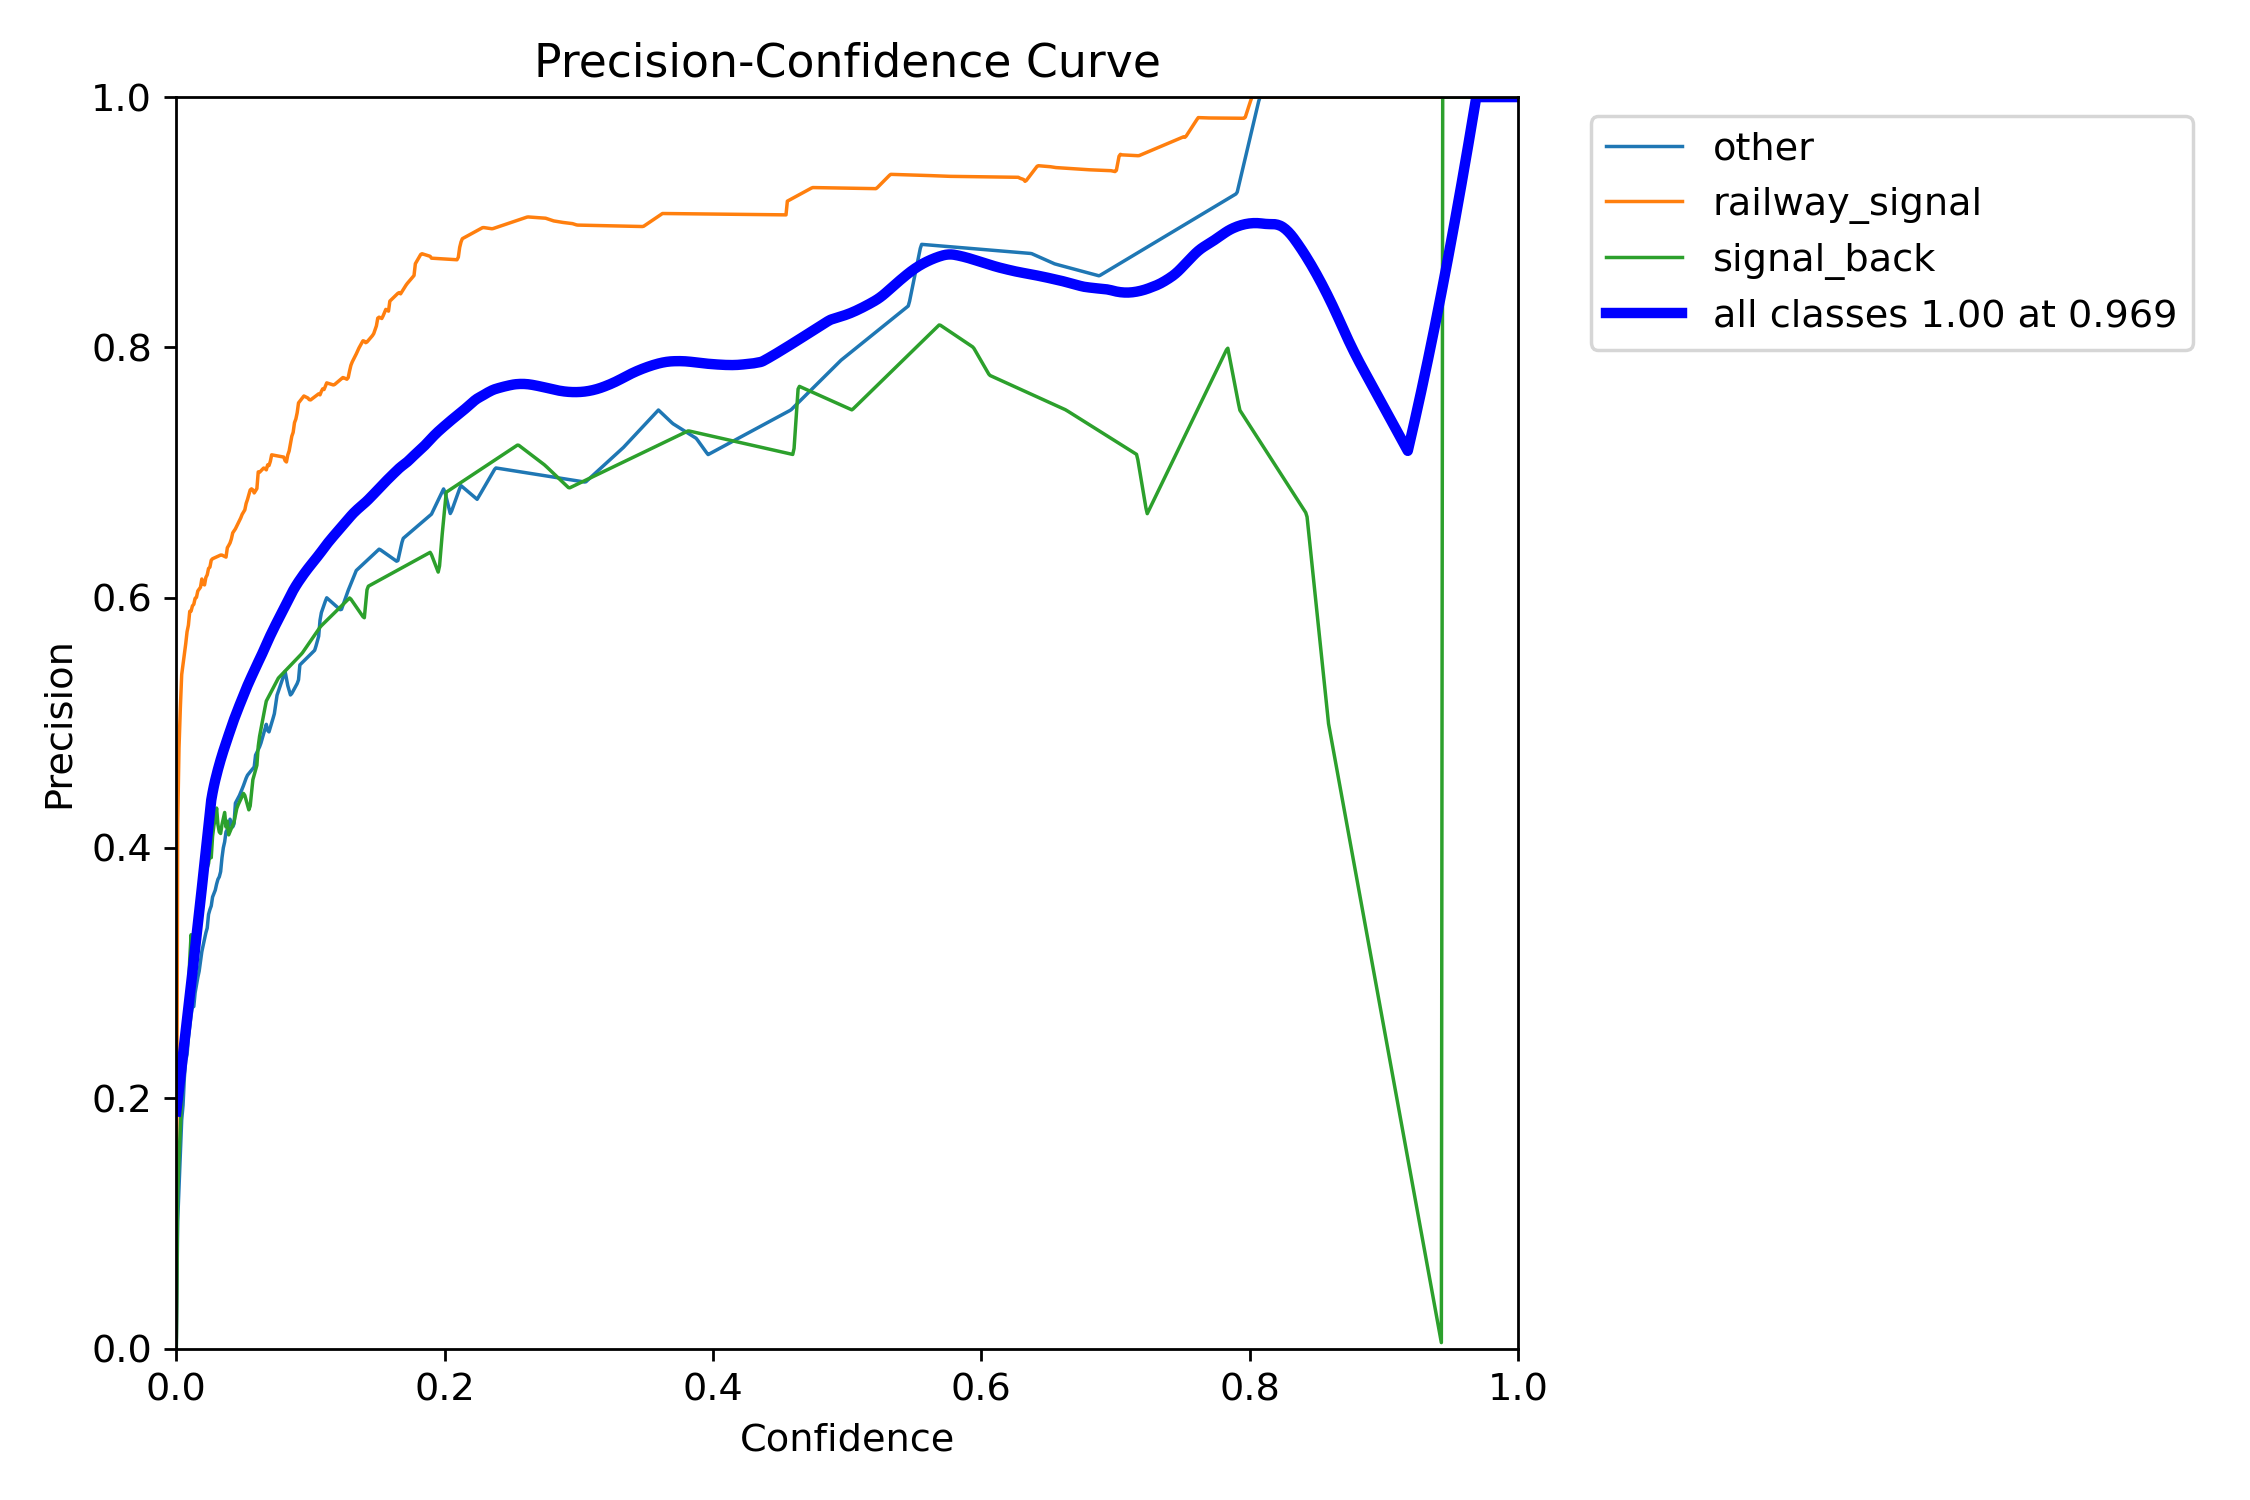 Precision-Confidence Curve
1.0
0.8
0.6
0.4
0.2
0.0
Precision
0.0 0.2 0.4 0.6 0.8 1.0
Confidence
other
railway_signal
signal_back
all classes 1.00 at 0.969